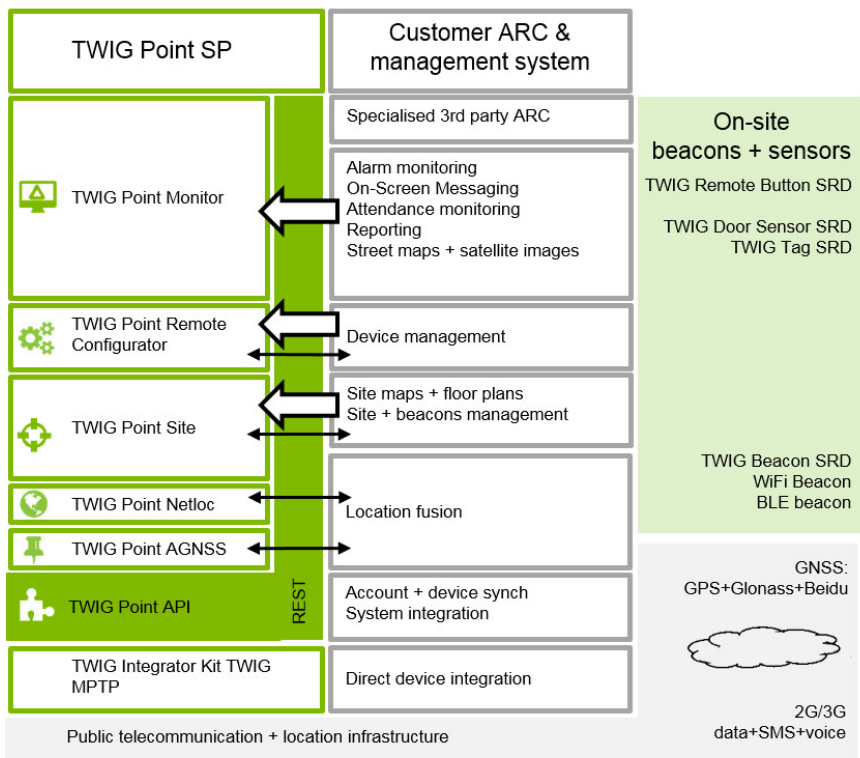 TWIG Point SP
Customer ARC &
management system
TWIG Point Monitor
Specialised 3rd party ARC
Alarm monitoring
On-Screen Messaging
Attendance monitoring
Reporting
Street maps + satellite images
TWIG Point Remote
Configurator
Device management
TWIG Point Site
Site maps + floor plans
Site + beacons management
TWIG Point Netloc
Location fusion
TWIG Point AGNSS
TWIG Point API
REST
Account + device synch
System integration
TWIG Integrator Kit TWIG
MPTP
Direct device integration
On-site
beacons + sensors
TWIG Remote Button SRD
TWIG Door Sensor SRD
TWIG Tag SRD
TWIG Beacon SRD
WiFi Beacon
BLE beacon
GNSS:
GPS+Glonass+Beidu
2G/3G
data+SMS+voice
Public telecommunication + location infrastructure